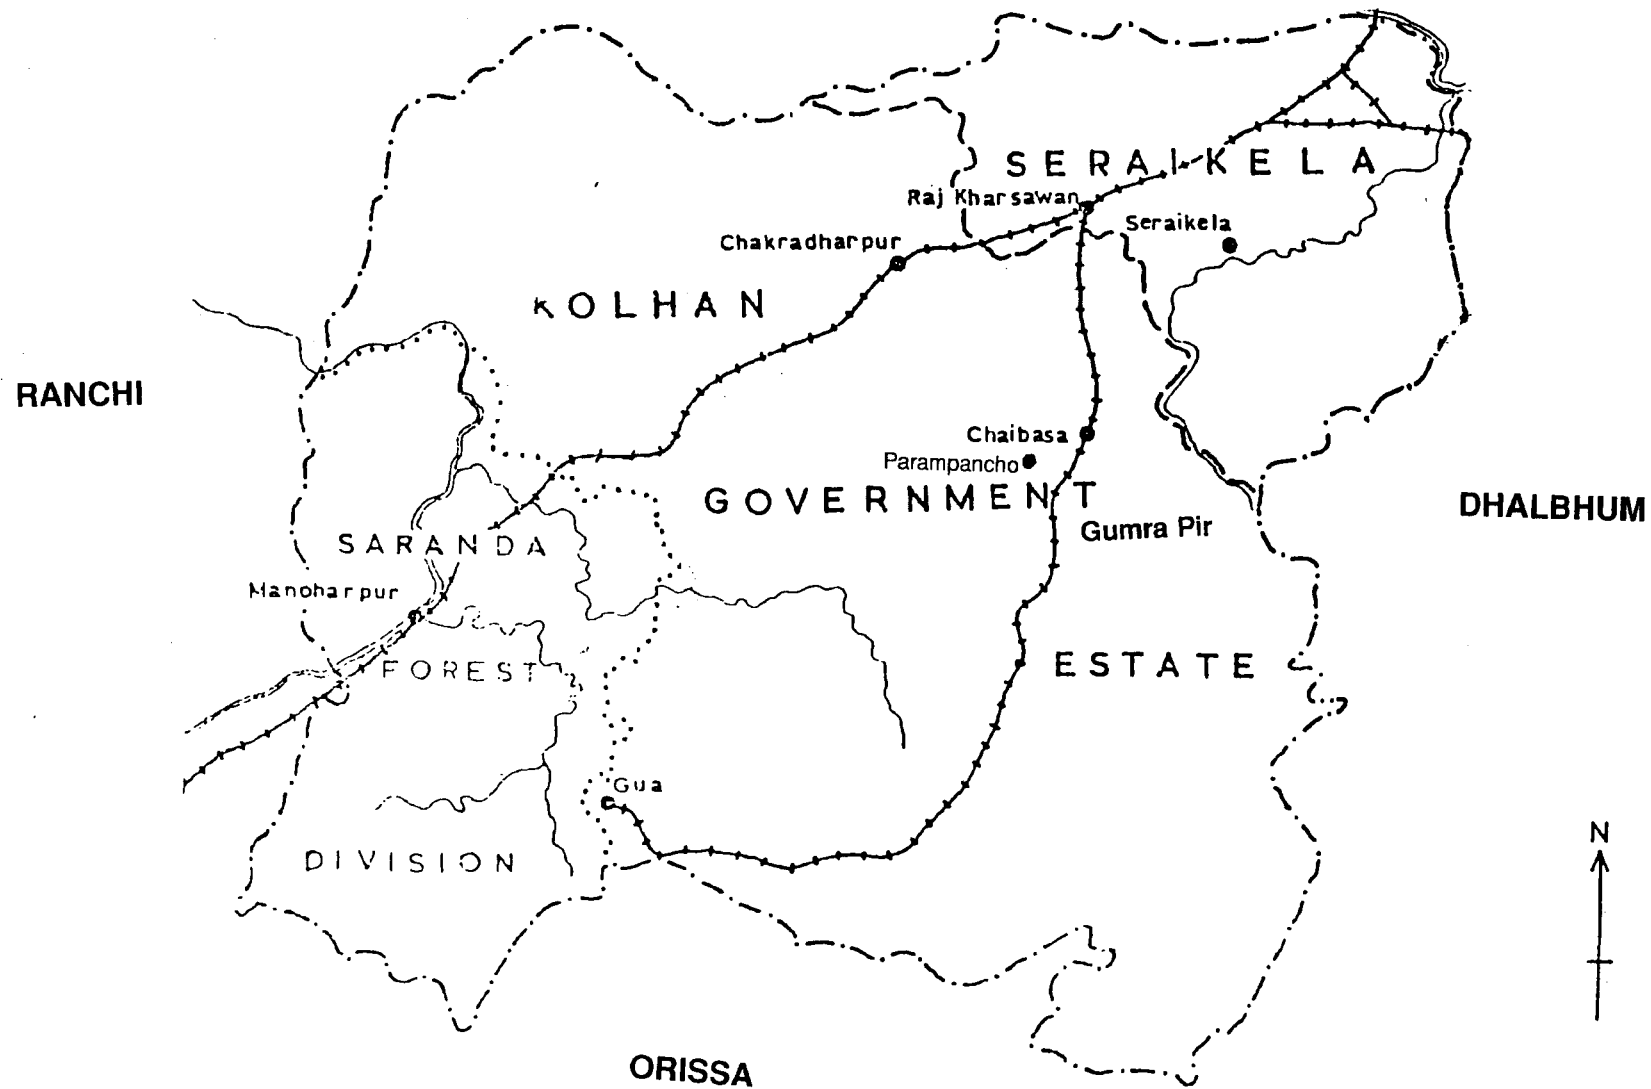 SERAIKELA
Raj Kharsawan
Seraikela
Chakradharpur
KOLHAN
RANCHI
Chaibasa
Parampancho
GOVERNMENT
DHALBHUM
Gumra Pir
SARANDA
Manoharpur
FOREST
ESTATE
Gua
DIVISION
N
ORISSA